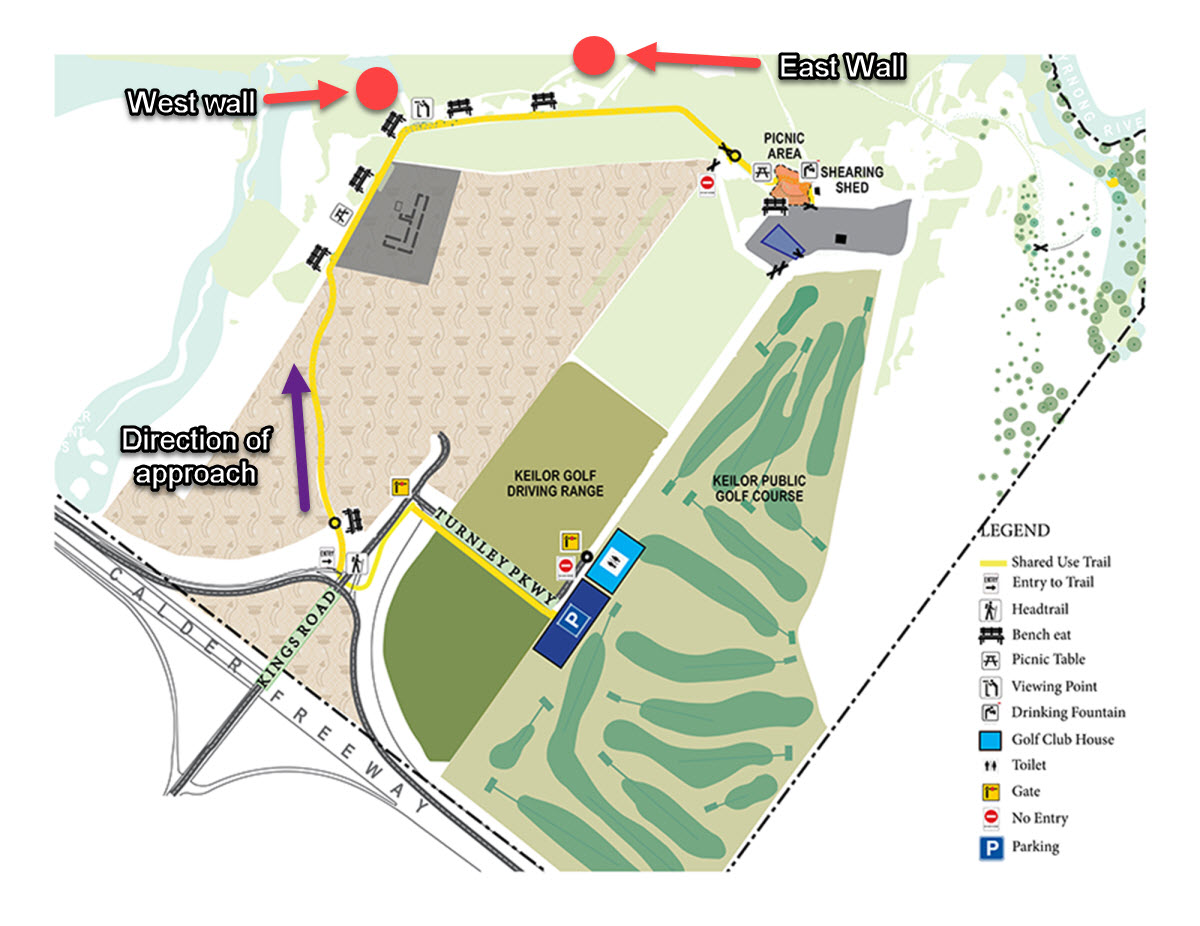 East Wall
West wall
YRNONG RIVER
PICNIC
AREA
SHEARING
SHED
Direction of
approach
KEILOR GOLF
DRIVING RANGE
KEILOR PUBLIC
GOLF COURSE
TURNLEY PKWY
ENTRY
P
KINGS ROAD
CALDER FREEWAY
LEGEND
Shared Use Trail
ENTRY
Entry to Trail
Headtrail
Bench eat
Picnic Table
Viewing Point
Drinking Fountain
Golf Club House
Toilet
Gate
No Entry
P
Parking